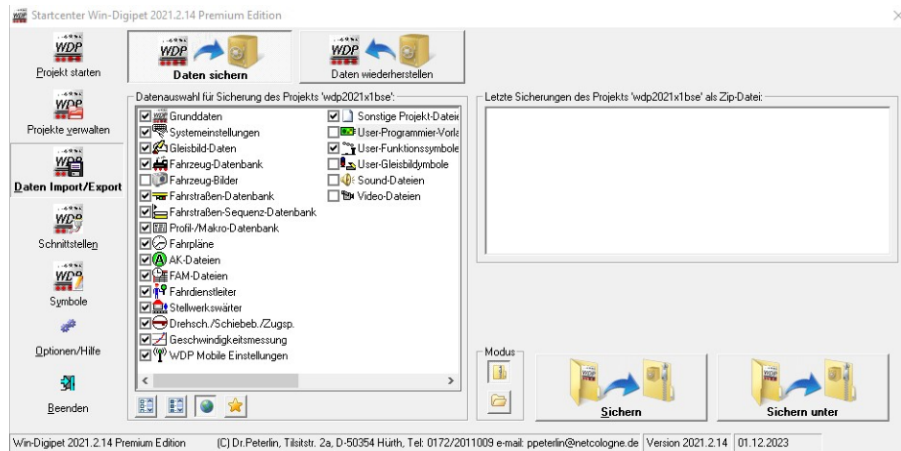 Startcenter Win-Digipet 2021.2.14 Premium Edition
WDP
Projekt starten
WDP
Projekte verwalten
WDP
Daten Import/Export
WDP
Schnittstellen
WDP
Symbole
Optionen/Hilfe
Beenden
WDP
Daten sichern
WDP
Daten wiederherstellen
Datenauswahl für Sicherung des Projekts 'wdp2021x1bse':
Grunddaten
Systemeinstellungen
Gleisbild-Daten
Fahrzeug-Datenbank
Fahrzeug-Bilder
Fahrstraßen-Datenbank
Fahrstraßen-Sequenz-Datenbank
Profil-/Makro-Datenbank
Fahrpläne
AK-Dateien
FAM-Dateien
Fahrdienstleiter
Stellwerkswärter
Drehsch./Schiebeb./Zugsp.
Geschwindigkeitsmessung
WDP Mobile Einstellungen
Sonstige Projekt-Dateie
User-Programmier-Vorla
User-Funktionssymbole
User-Gleisbildymbole
Sound-Dateien
Video-Dateien
Letzte Sicherungen des Projekts 'wdp2021x1bse' als Zip-Datei:
Modus
Sichern
Sichern unter
Win-Digipet 2021.2.14 Premium Edition (C) Dr.Peterlin, Tilsitstr. 2a, D-50354 Hürth, Tel: 0172/2011009 e-mail: ppeterlin@netcologne.de Version 2021.2.14 01.12.2023